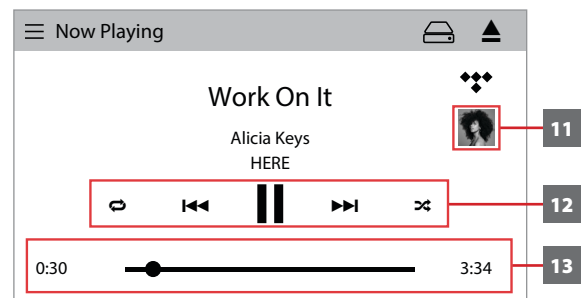 Now Playing
Work On It
Alicia Keys
HERE
11
12
0:30
3:34
13